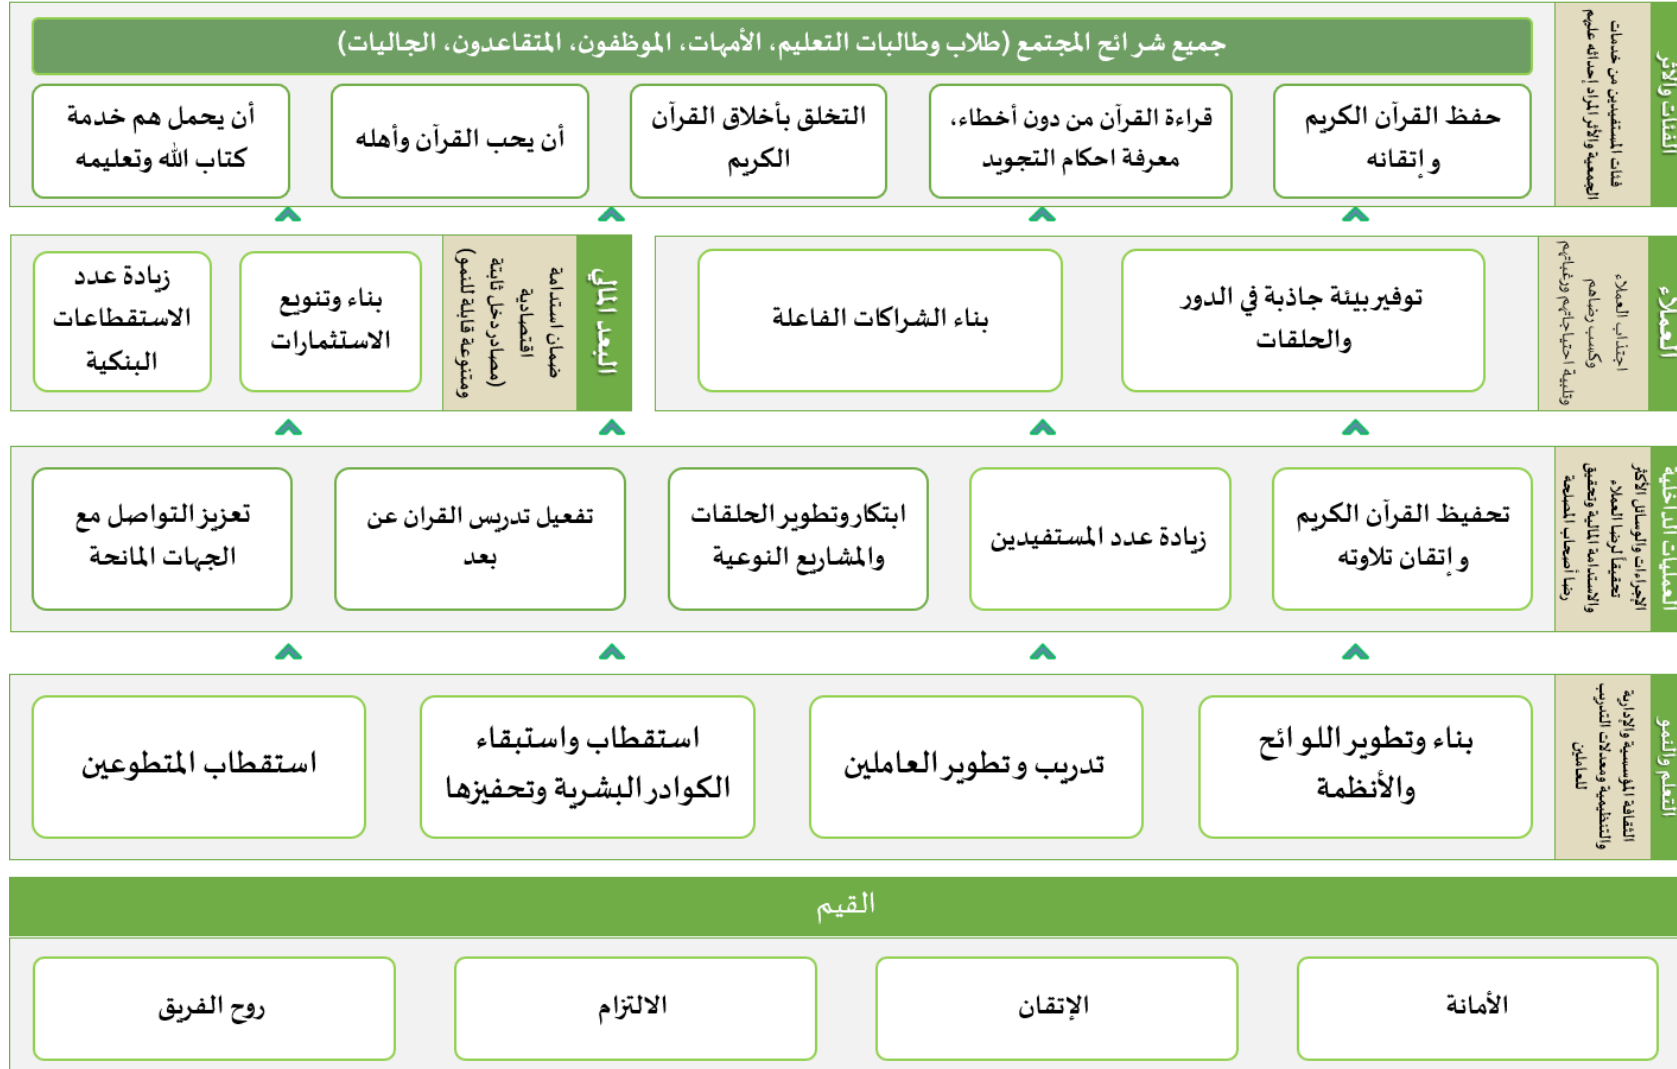 الفئات والأثر
فئات المستفيدين من خدمات
الجمعية والأثر المراد إحداثه عليهم
جميع شرائح المجتمع (طلاب وطالبات التعليم، الأمهات، الموظفون، المتقاعدون، الجاليات)
حفظ القرآن الكريم
وإتقانه
قراءة القرآن من دون أخطاء،
معرفة احكام التجويد
التخلق بأخلاق القرآن
الكريم
أن يحب القرآن وأهله
أن يحمل هم خدمة
كتاب الله وتعليمه
العملاء
اجتذاب العملاء
وكسب رضاهم
وتلبية احتياجاتهم ورغباتهم
توفير بيئة جاذبة في الدور
والحلقات
بناء الشراكات الفاعلة
البعد المالي
ضمان استدامة
اقتصادية
(مصادر دخل ثابتة
ومتنوعة قابلة للنمو)
بناء وتنويع
الاستثمارات
زيادة عدد
الاستقطاعات
البنكية
العمليات الداخلية
الإجراءات والوسائل الأكثر
تحقيقاً لرضا العملاء
والاستدامة المالية وتحقيق
رضا أصحاب المصلحة
تحفيظ القرآن الكريم
وإتقان تلاوته
زيادة عدد المستفيدين
ابتكار وتطوير الحلقات
والمشاريع النوعية
تفعيل تدريس القران عن
بعد
تعزيز التواصل مع
الجهات المانحة
التعلم والنمو
الثقافة المؤسسية والإدارية
والتنظيمية ومعدلات التدريب
للعاملين
بناء وتطوير اللوائح
والأنظمة
تدريب وتطوير العاملين
استقطاب واستبقاء
الكوادر البشرية وتحفيزها
استقطاب المتطوعين
القيم
الأمانة
الإتقان
الالتزام
روح الفريق